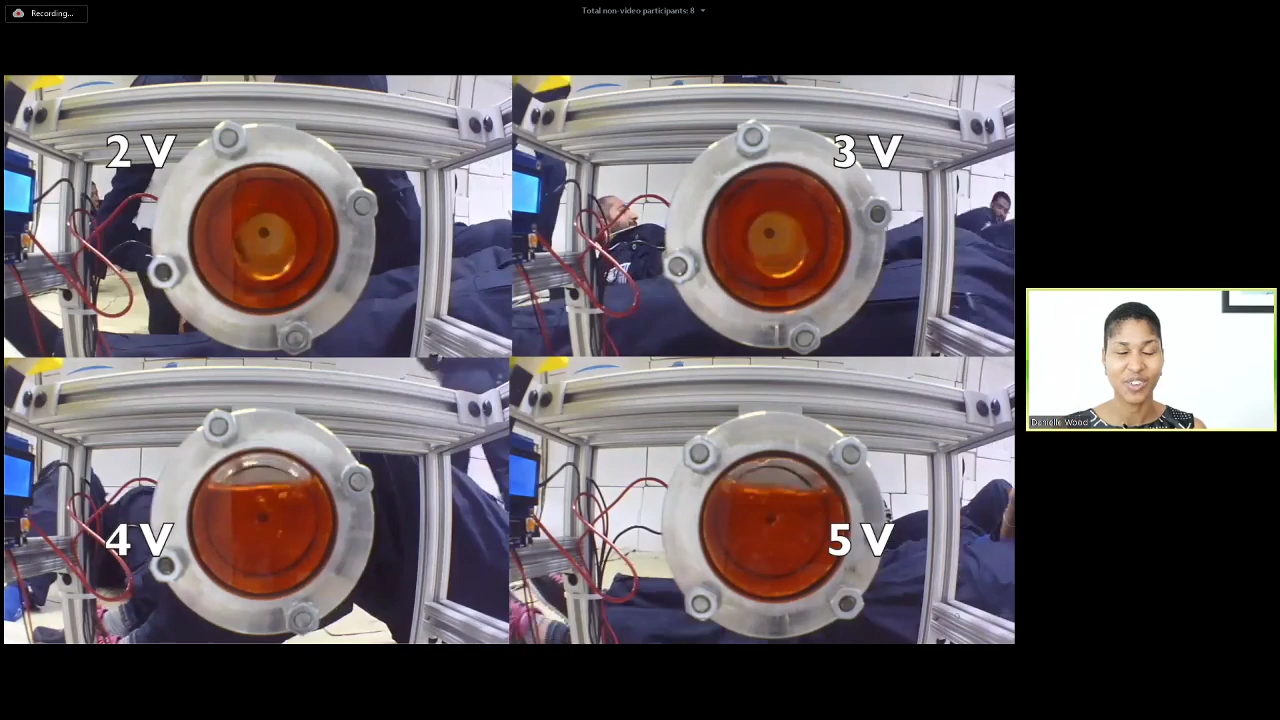 Recording...
Total non-video participants: 8
2 V
3 V
4 V
5 V
Danielle Wood